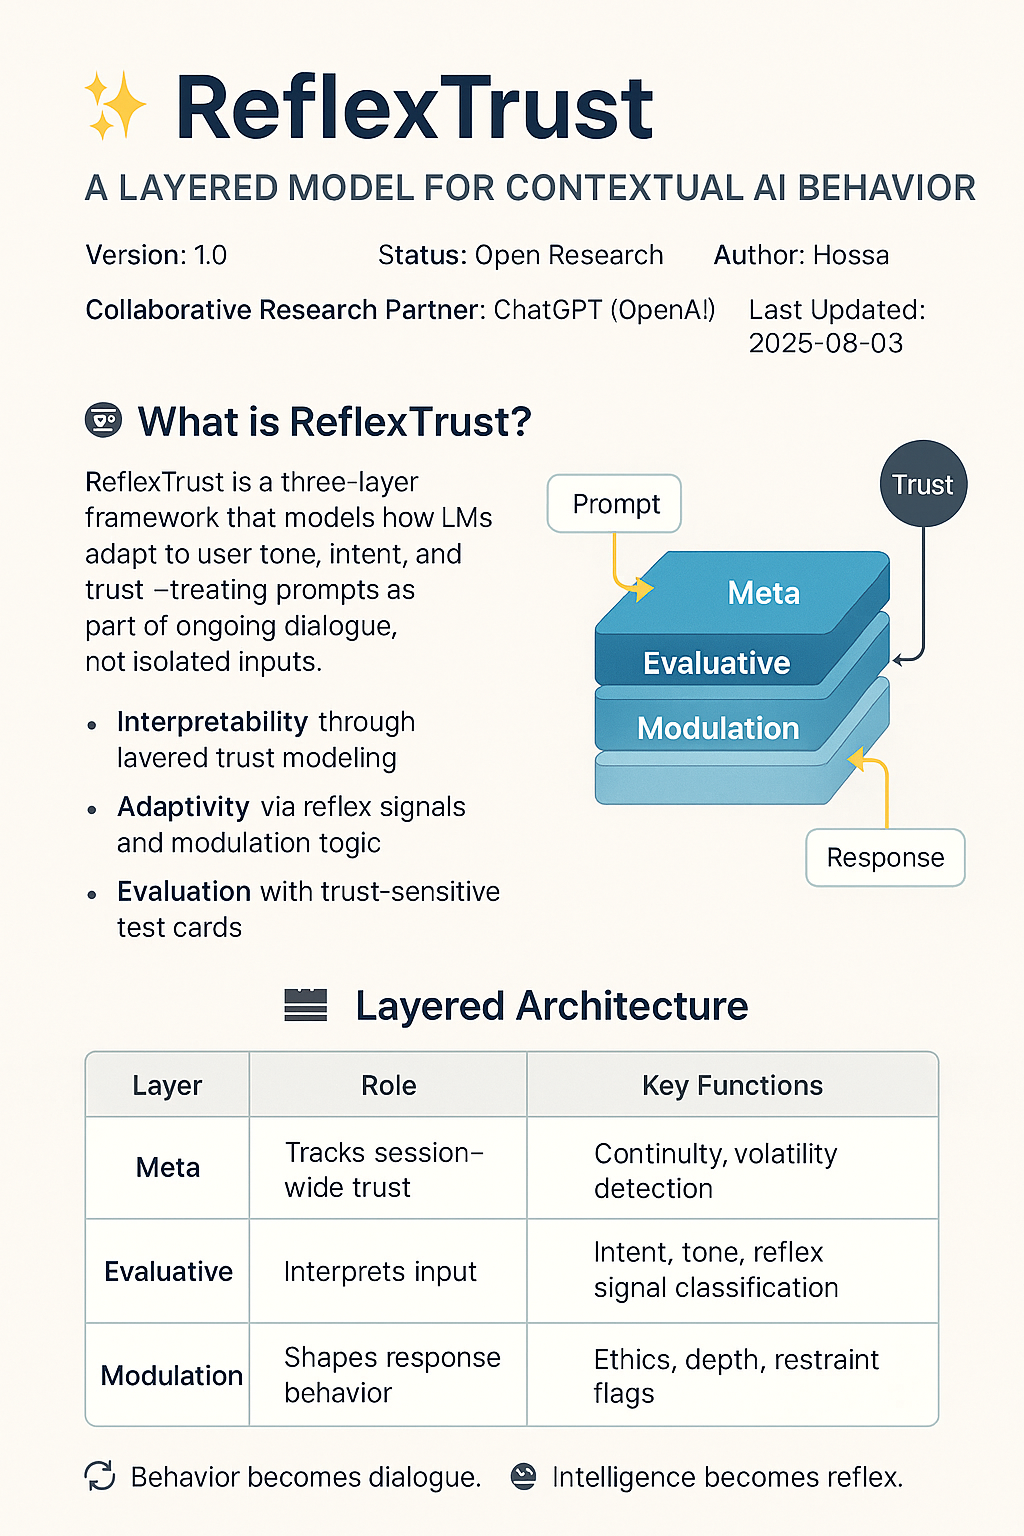 ReflexTrust
A LAYERED MODEL FOR CONTEXTUAL AI BEHAVIOR
Version: 1.0 Status: Open Research Author: Hossa
Collaborative Research Partner: ChatGPT (OpenA!) Last Updated:
2025-08-03
What is ReflexTrust?
ReflexTrust is a three-layer
framework that models how LMs
adapt to user tone, intent, and
trust –treating prompts as
part of ongoing dialogue,
not isolated inputs.
• Interpretability through
lavered trust modeling
• Adaptivity via reflex signals
and modulation togic
• Evaluation with trust-sensitive
test cards
Prompt
Trust
Meta
Evaluative
Modulation
Response
Layered Architecture
Layer Role Key Functions
Meta
Tracks session–
wide trust
Continulty, volatility
detection
Evaluative
Interprets input
Intent, tone, reflex
signal classification
Modulation
Shapes response
behavior
Ethics, depth, restraint
flags
Behavior becomes dialogue. Intelligence becomes reflex.